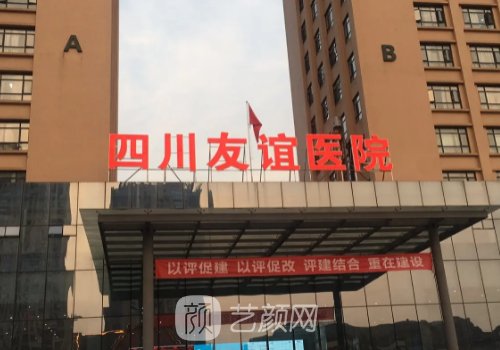 A
B
四川友谊医院
以评促建 以评促改 评建结合 重在建设
颜 艺颜网